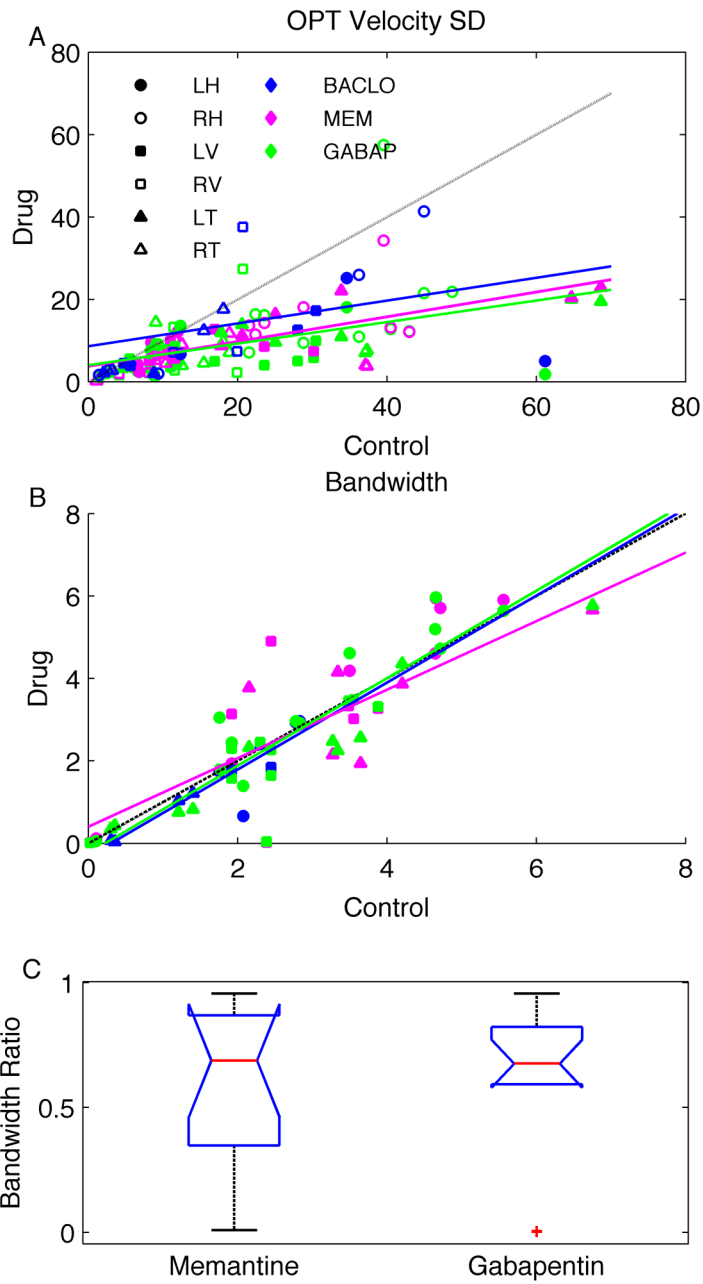 OPT Velocity SD
A
80
60
40
20
0
Drug
LH
RH
LV
RV
LT
RT
BACLO
MEM
GABAP
0 20 40 60 80
Control
B
Bandwidth
8
6
4
2
0
Drug
0 2 4 6 8
Control
C
1
0.5
0
Bandwidth Ratio
Memantine Gabapentin